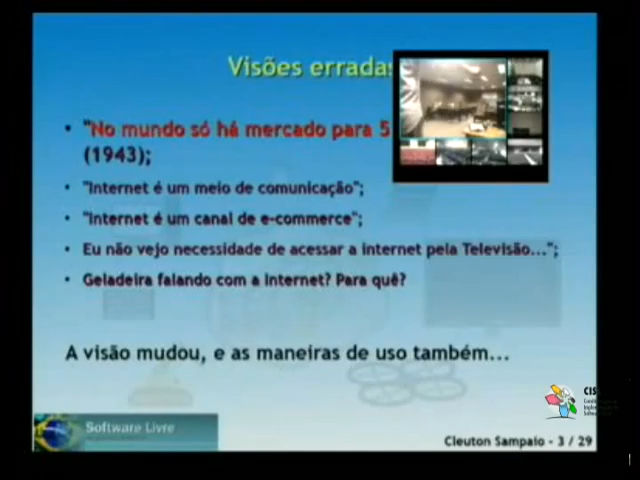 Visões erradas
• "No mundo só há mercado para 5
(1943);
• "Internet é um meio de comunicação";
• "Internet é um canal de e-commerce";
• Eu não vejo necessidade de acessar a internet pela Televisão...";
• Geladeira falando com a Internet? Para quê?
A visão mudou, e as maneiras de uso também...
CIS
Software Livre
Cleuton Sampaio - 3 / 29